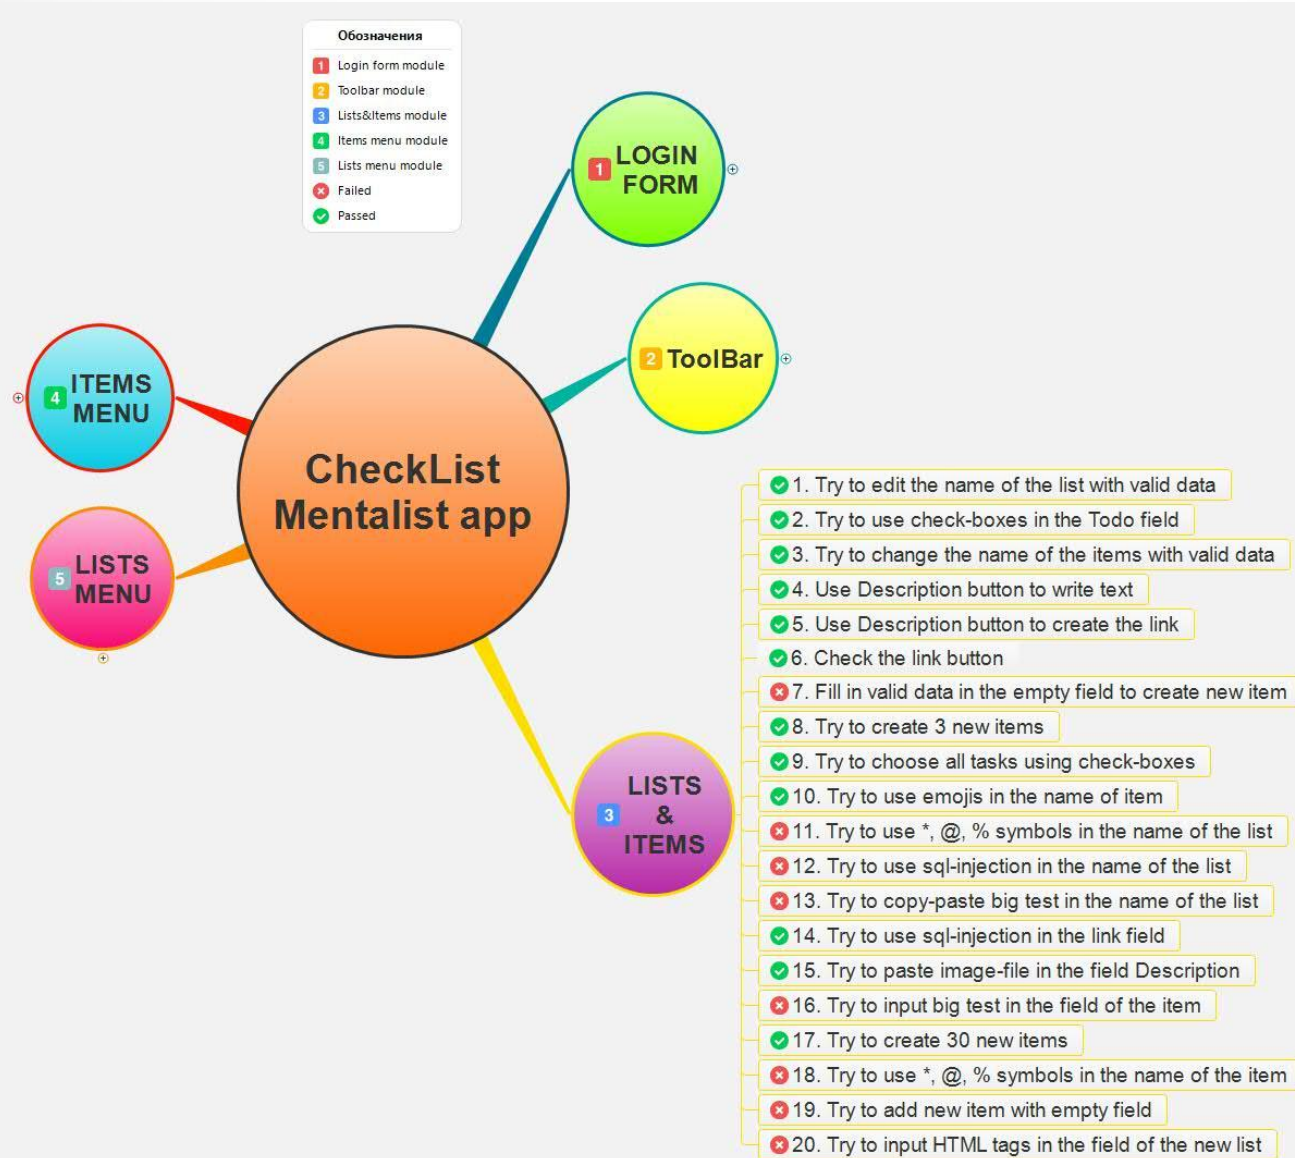 Обозначения
1 Login form module
2 Toolbar module
3 Lists&Items module
4 Items menu module
5 Lists menu module
Failed
Passed
1 LOGIN
FORM
2 ToolBar
4 ITEMS
MENU
CheckList
Mentalist app
5 LISTS
MENU
3 LISTS
&
ITEMS
1. Try to edit the name of the list with valid data
2. Try to use check-boxes in the Todo field
3. Try to change the name of the items with valid data
4. Use Description button to write text
5. Use Description button to create the link
6. Check the link button
7. Fill in valid data in the empty field to create new item
8. Try to create 3 new items
9. Try to choose all tasks using check-boxes
10. Try to use emojis in the name of item
11. Try to use *, @, % symbols in the name of the list
12. Try to use sql-injection in the name of the list
13. Try to copy-paste big test in the name of the list
14. Try to use sql-injection in the link field
15. Try to paste image-file in the field Description
16. Try to input big test in the field of the item
17. Try to create 30 new items
18. Try to use *, @, % symbols in the name of the item
19. Try to add new item with empty field
20. Try to input HTML tags in the field of the new list